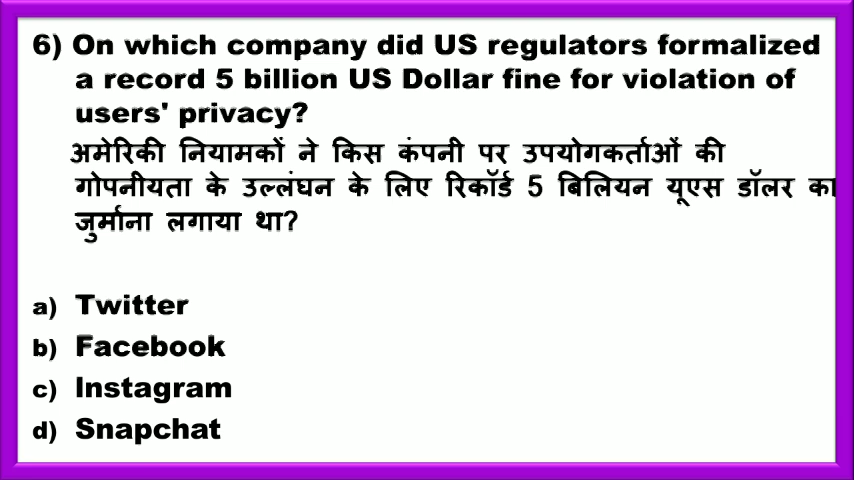 6) On which company did US regulators formalized
a record 5 billion US Dollar fine for violation of
users' privacy?
अमेरिकी नियामकों ने किस कंपनी पर उपयोगकर्ताओं की
गोपनीयता के उल्लंघन के लिए रिकॉर्ड 5 बिलियन यूएस डॉलर का
जुर्माना लगाया था?
a) Twitter
b) Facebook
c) Instagram
d) Snapchat